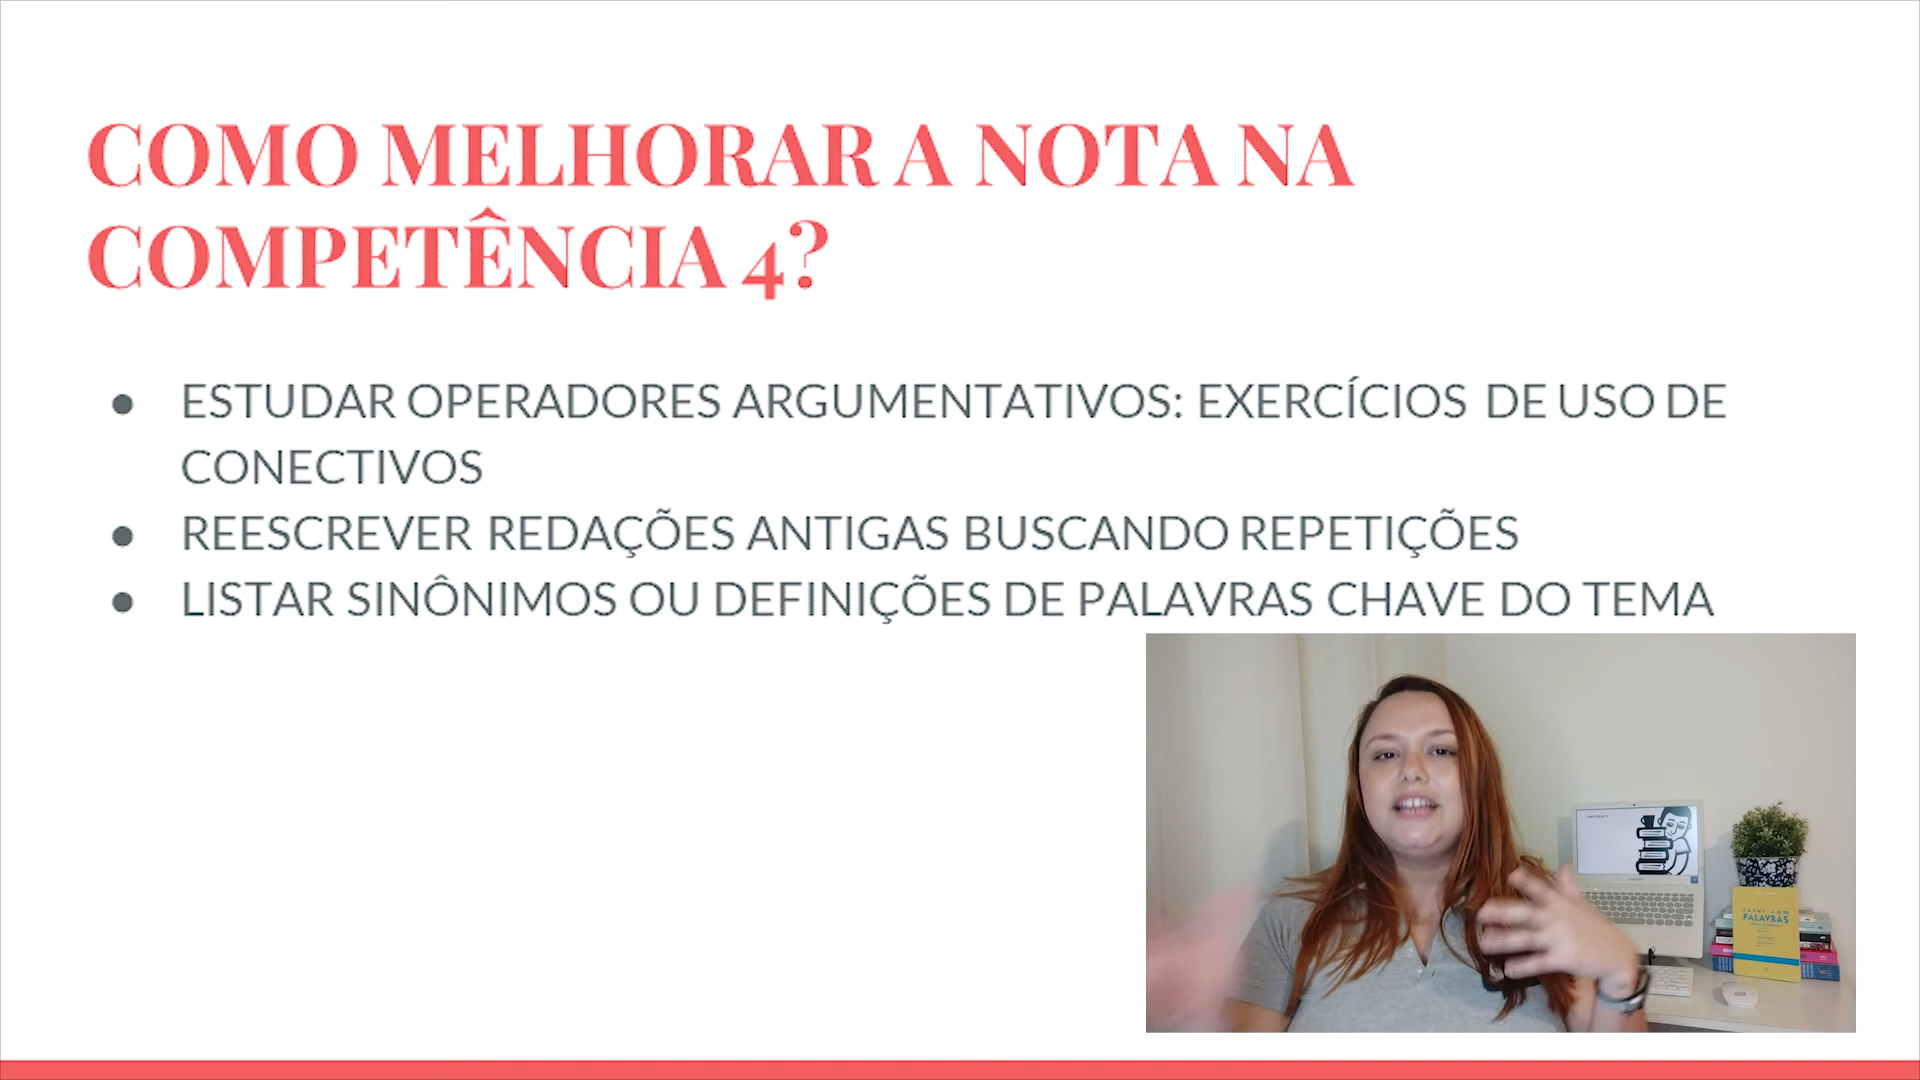 COMO MELHORAR A NOTA NA
COMPETÊNCIA 4?
● ESTUDAR OPERADORES ARGUMENTATIVOS: EXERCÍCIOS DE USO DE
CONECTIVOS
● REESCREVER REDAÇÕES ANTIGAS BUSCANDO REPETIÇÕES
● LISTAR SINÔNIMOS OU DEFINIÇÕES DE PALAVRAS CHAVE DO TEMA
PALAVRAS